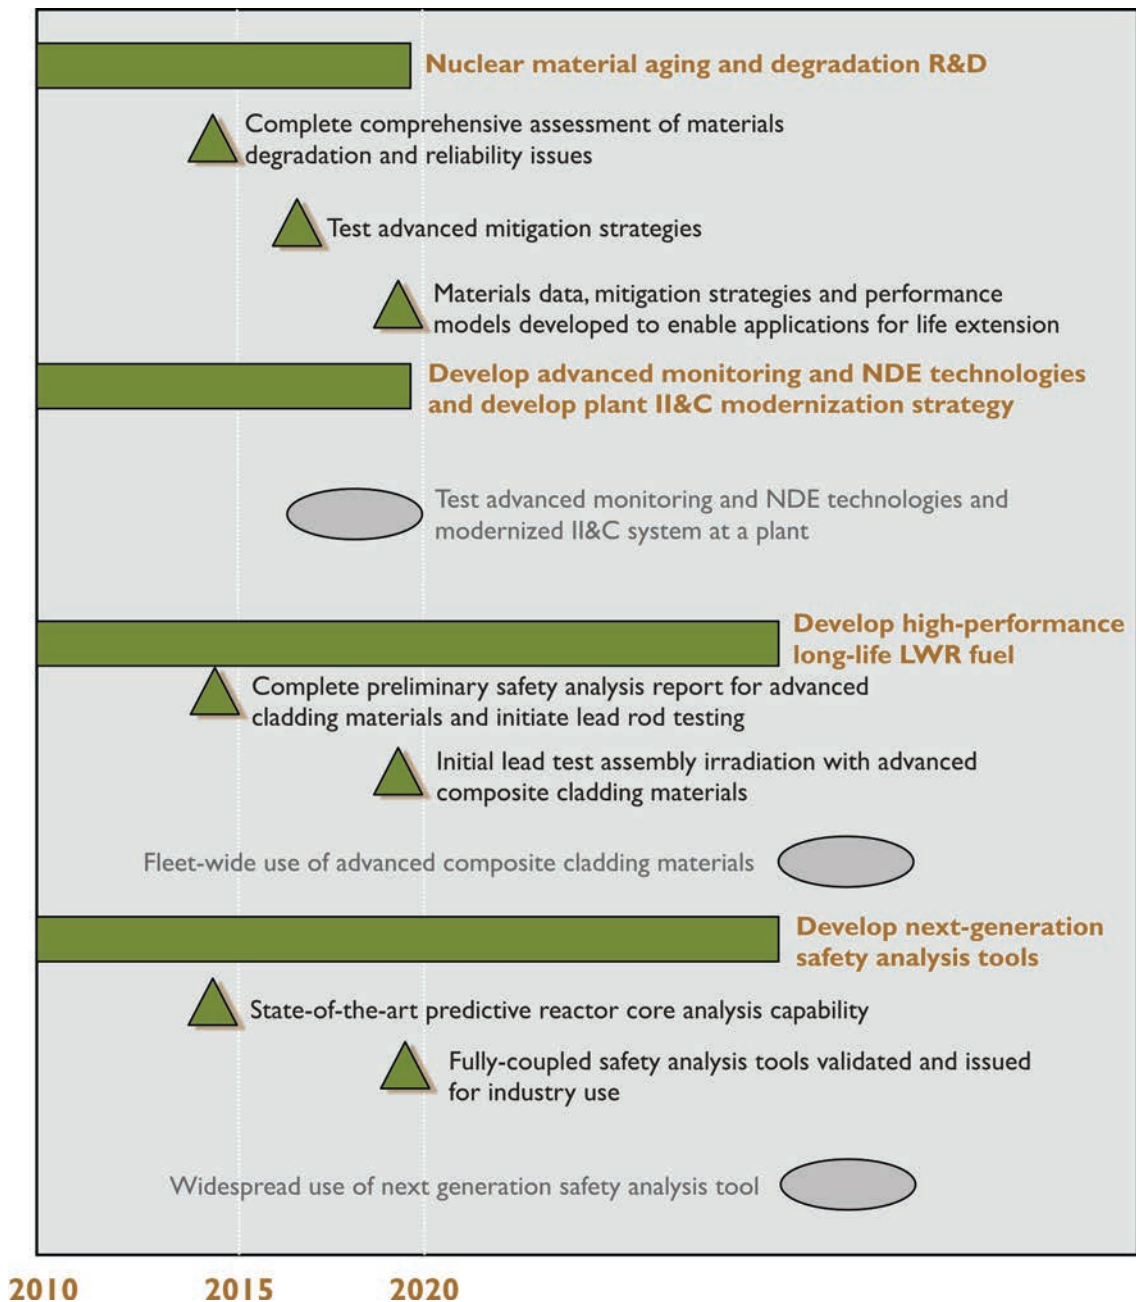 Nuclear material aging and degradation R&D
Complete comprehensive assessment of materials
degradation and reliability issues
Test advanced mitigation strategies
Materials data, mitigation strategies and performance
models developed to enable applications for life extension
Develop advanced monitoring and NDE technologies
and develop plant II&C modernization strategy
Test advanced monitoring and NDE technologies and
modernized II&C system at a plant
Develop high-performance
long-life LWR fuel
Complete preliminary safety analysis report for advanced
cladding materials and initiate lead rod testing
Initial lead test assembly irradiation with advanced
composite cladding materials
Fleet-wide use of advanced composite cladding materials
Develop next-generation
safety analysis tools
State-of-the-art predictive reactor core analysis capability
Fully-coupled safety analysis tools validated and issued
for industry use
Widespread use of next generation safety analysis tool
2010 2015 2020